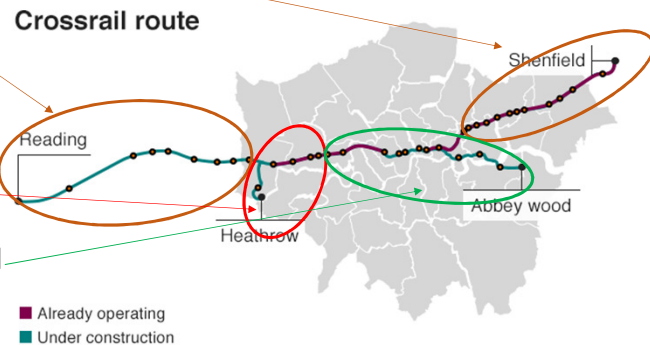 Crossrail route
Shenfield
Reading
Abbey wood
Heathrow
Already operating
Under construction